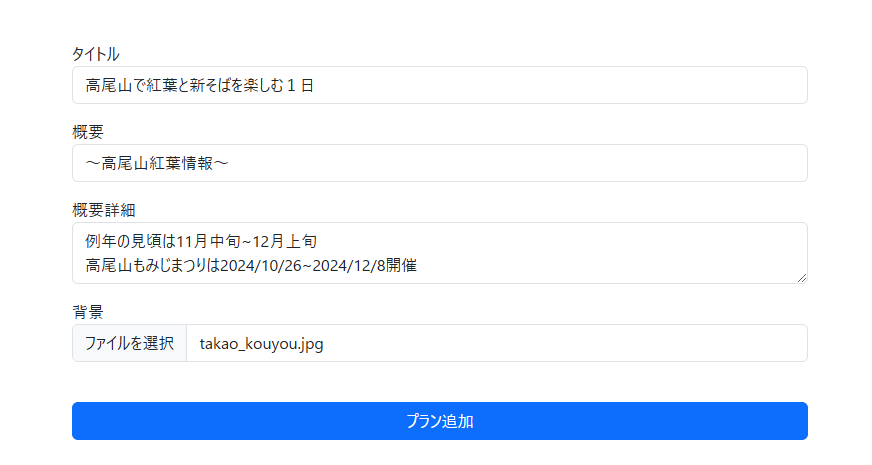 タイトル
高尾山で紅葉と新そばを楽しむ１日
概要
～高尾山紅葉情報～
概要詳細
例年の見頃は11月中旬~12月上旬
高尾山もみじまつりは2024/10/26~2024/12/8開催
背景
ファイルを選択 takao_kouyou.jpg
プラン追加